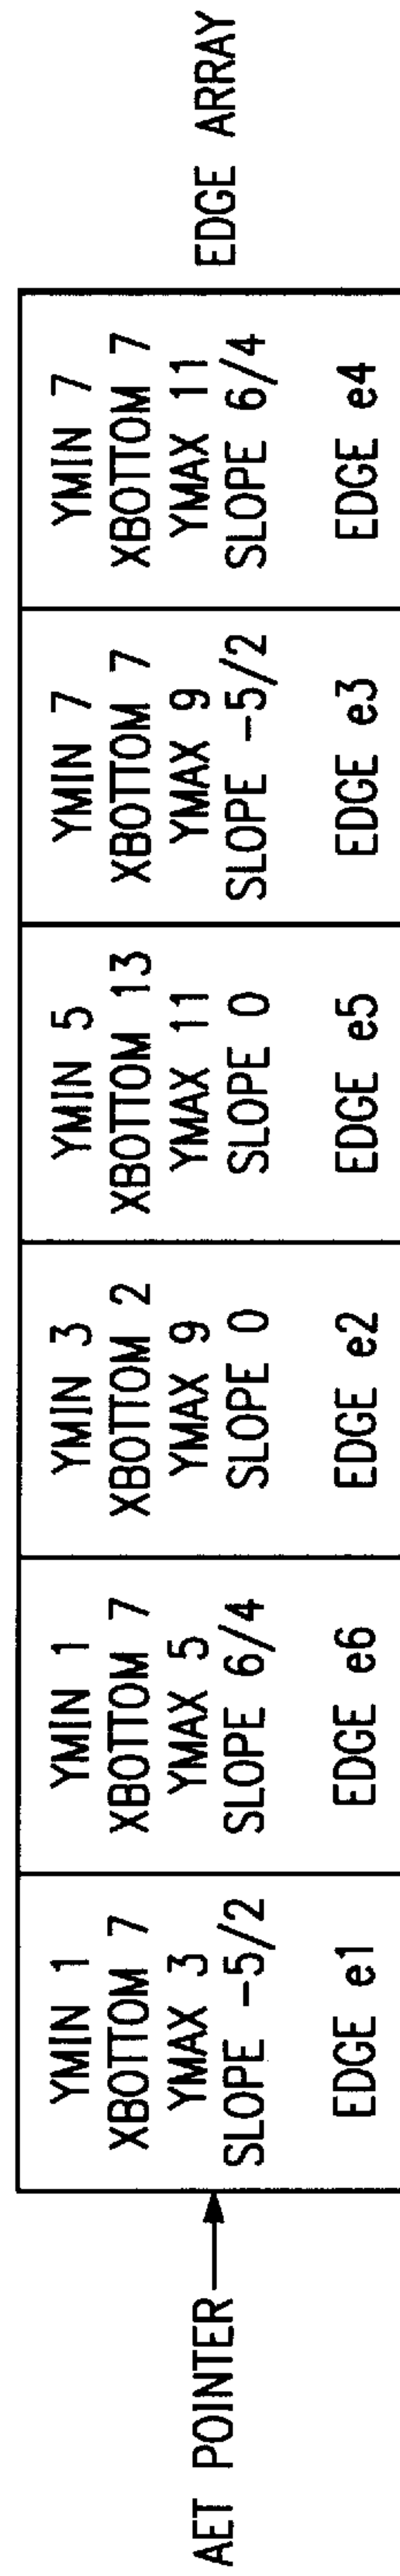 AET POINTER
YMIN 1
XBOTTOM 7
YMAX 3
SLOPE -5/2
EDGE e1
YMIN 1
XBOTTOM 7
YMAX 5
SLOPE 6/4
EDGE e6
YMIN 3
XBOTTOM 2
YMAX 9
SLOPE 0
EDGE e2
YMIN 5
XBOTTOM 13
YMAX 11
SLOPE 0
EDGE e5
YMIN 7
XBOTTOM 7
YMAX 9
SLOPE -5/2
EDGE e3
YMIN 7
XBOTTOM 7
YMAX 11
SLOPE 6/4
EDGE e4
EDGE ARRAY